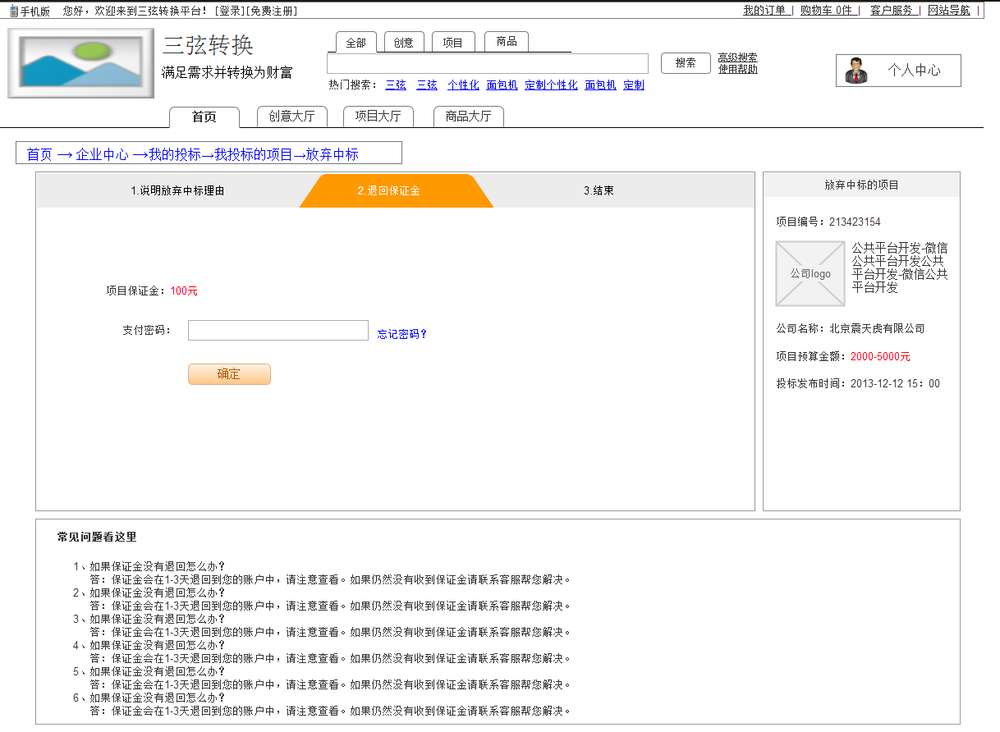 手机版 您好，欢迎来到三弦转换平台！[登录][免费注册] 我的订单 | 购物车 0件 | 客户服务 | 网站导航 |
三弦转换
满足需求并转换为财富
全部 创意 项目 商品
搜索 高级搜索
使用帮助
个人中心
热门搜索： 三弦 三弦 个性化 面包机 定制个性化 面包机 定制
首页 创意大厅 项目大厅 商品大厅
首页 → 企业中心 →我的投标→我投标的项目→放弃中标
1.说明放弃中标理由 2.退回保证金 3.结束
项目保证金：100元
支付密码： 忘记密码？
确定
放弃中标的项目
项目编号：213423154
公司logo
公共平台开发-微信
公共平台开发公共
平台开发-微信公共
平台开发
公司名称：北京震天虎有限公司
项目预算金额：2000-5000元
投标发布时间：2013-12-12 15：00
常见问题看这里
1、如果保证金没有退回怎么办？
答：保证金会在1-3天退回到您的账户中，请注意查看。如果仍然没有收到保证金请联系客服帮您解决。
2、如果保证金没有退回怎么办？
答：保证金会在1-3天退回到您的账户中，请注意查看。如果仍然没有收到保证金请联系客服帮您解决。
3、如果保证金没有退回怎么办？
答：保证金会在1-3天退回到您的账户中，请注意查看。如果仍然没有收到保证金请联系客服帮您解决。
4、如果保证金没有退回怎么办？
答：保证金会在1-3天退回到您的账户中，请注意查看。如果仍然没有收到保证金请联系客服帮您解决。
5、如果保证金没有退回怎么办？
答：保证金会在1-3天退回到您的账户中，请注意查看。如果仍然没有收到保证金请联系客服帮您解决。
6、如果保证金没有退回怎么办？
答：保证金会在1-3天退回到您的账户中，请注意查看。如果仍然没有收到保证金请联系客服帮您解决。